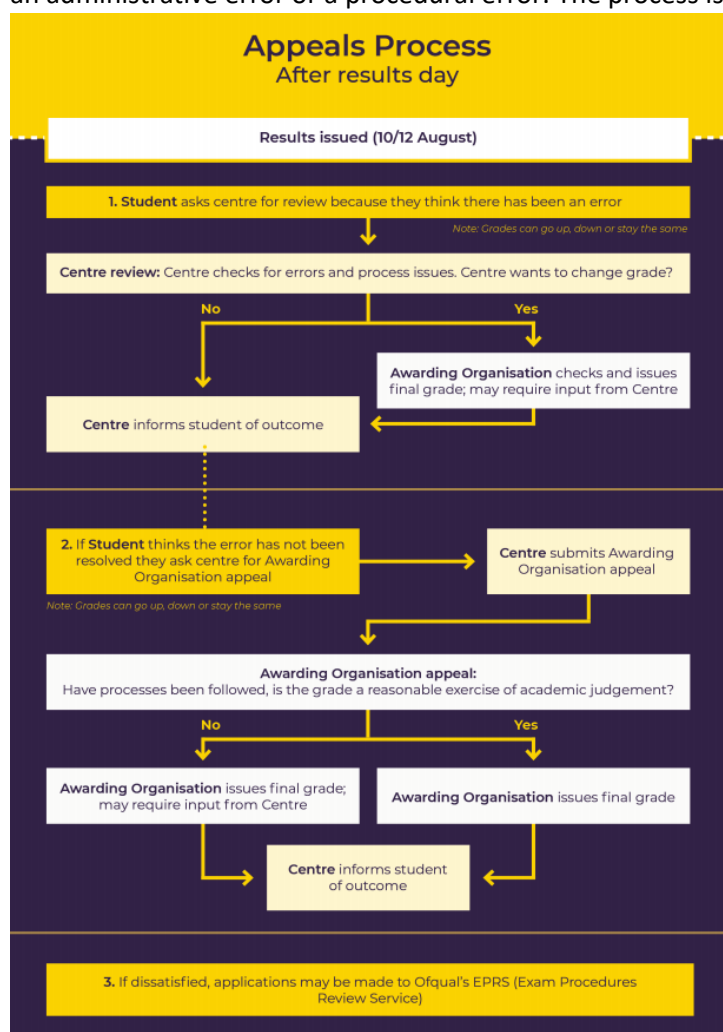 an administrative error or a procedural error. The process is
Appeals Process
After results day
Results issued (10/12 August)
1. Student asks centre for review because they think there has been an error
Note: Grades can go up, down or stay the same
Centre review: Centre checks for errors and process issues. Centre wants to change grade?
No
Yes
Awarding Organisation checks and issues
final grade; may require input from Centre
Centre informs student of outcome
2. If Student thinks the error has not been
resolved they ask centre for Awarding
Organisation appeal
Centre submits Awarding
Organisation appeal
Note: Grades can go up, down or stay the same
Awarding Organisation appeal:
Have processes been followed, is the grade a reasonable exercise of academic judgement?
No
Yes
Awarding Organisation issues final grade;
may require input from Centre
Awarding Organisation issues final grade
Centre informs student
of outcome
3. If dissatisfied, applications may be made to Ofqual's EPRS (Exam Procedures
Review Service)